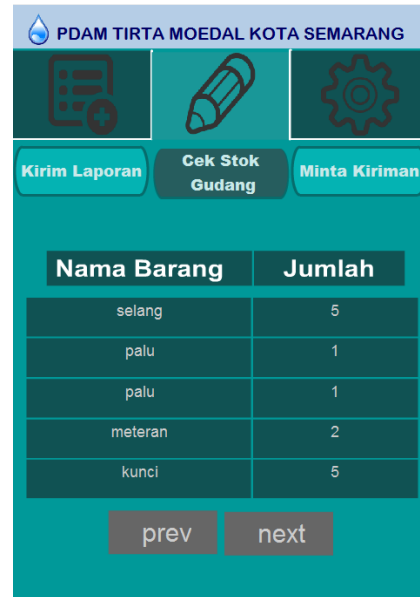 PDAM TIRTA MOEDAL KOTA SEMARANG
Kirim Laporan
Cek Stok
Gudang
Minta Kiriman
Nama Barang Jumlah
selang 5
palu 1
palu 1
meteran 2
kunci 5
prev next